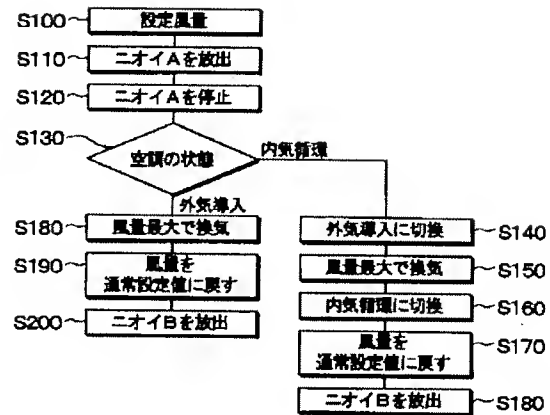 S100 設定風量
S110 ニオイAを放出
S120 ニオイAを停止
S130 空調の状態
内気循環
外気導入
S180 風量最大で換気
S190 風量を
通常設定値に戻す
S200 ニオイBを放出
外気導入に切換 S140
風量最大で換気 S150
内気循環に切換 S160
風量を
通常設定値に戻す S170
ニオイBを放出 S180